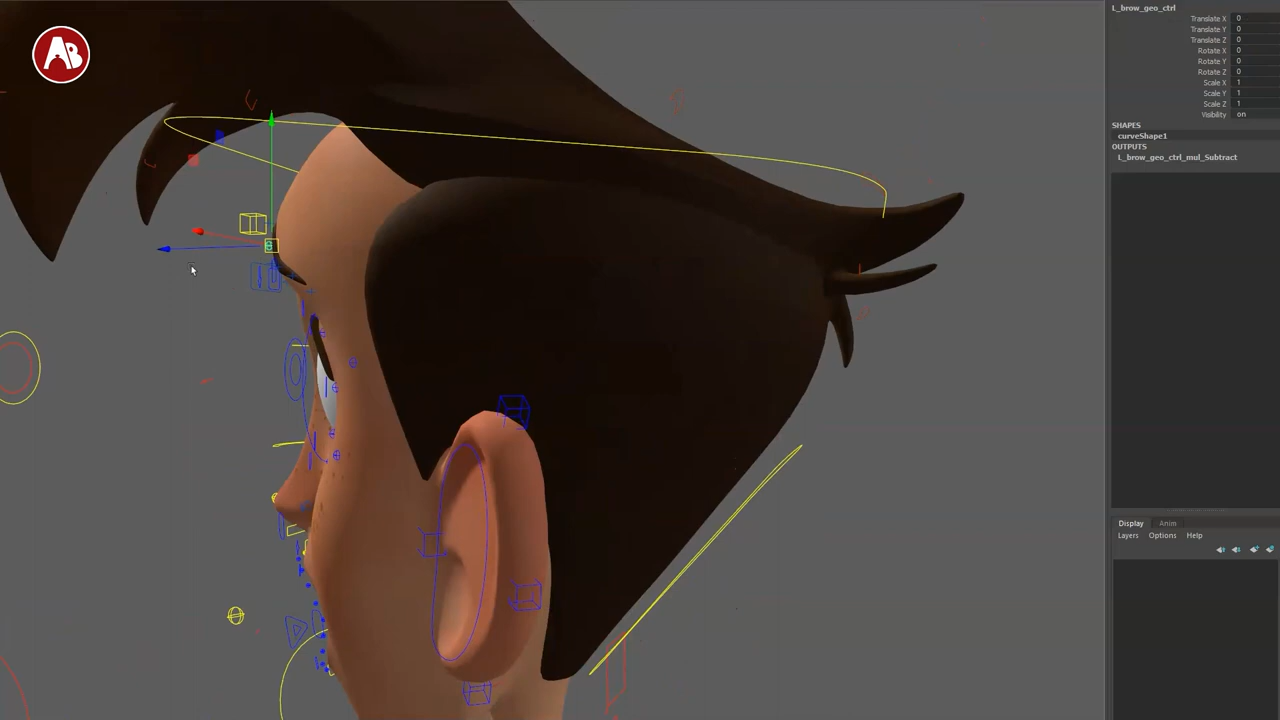 AB
L_brow_geo_ctrl
Translate X 0
Translate Y 0
Translate Z 0
Rotate X 0
Rotate Y 0
Rotate Z 0
Scale X 1
Scale Y 1
Scale Z 1
Visibility on
SHAPES
curveShape1
OUTPUTS
L_brow_geo_ctrl_mul_Subtract
Display Anim
Layers Options Help